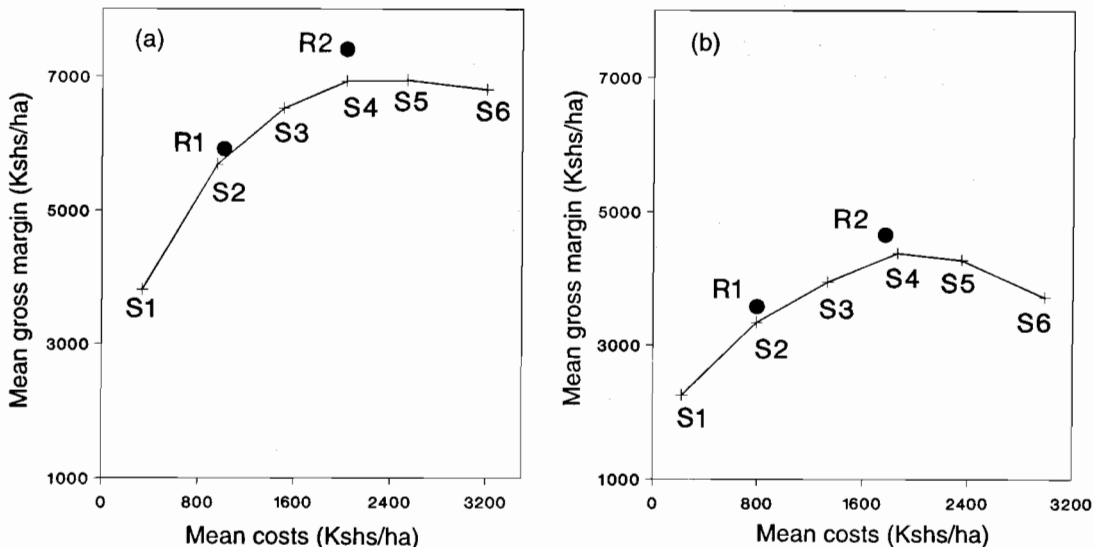 (a)
R2
7000
S4
S5
S6
S3
R1
S2
5000
S1
3000
1000
0
800
1600
2400
3200
Mean gross margin (Kshs/ha)
Mean costs (Kshs/ha)
(b)
7000
5000
R2
S4
S5
R1
S3
S6
S2
3000
S1
1000
0
800
1600
2400
3200
Mean gross margin (Kshs/ha)
Mean costs (Kshs/ha)